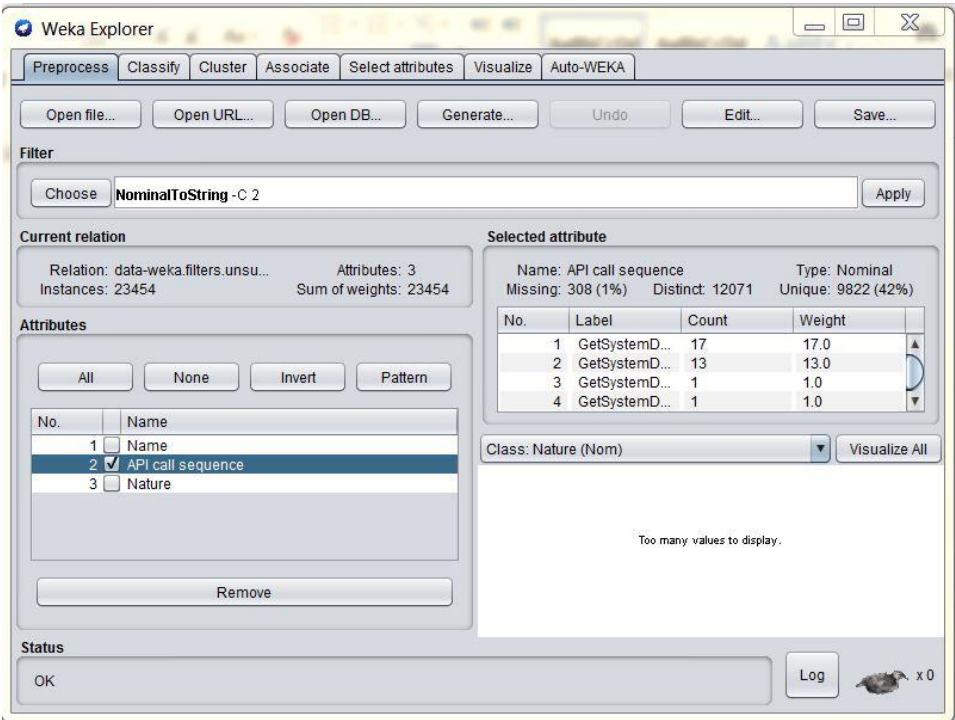 Weka Explorer
Preprocess Classify Cluster Associate Select attributes Visualize Auto-WEKA
Open file... Open URL... Open DB... Generate... Undo Edit... Save...
Filter
Choose NominalToString -C 2 Apply
Current relation
Relation: data-weka.filters.unsu... Attributes: 3
Instances: 23454 Sum of weights: 23454
Attributes
All None Invert Pattern
No. Name
1 Name
2 API call sequence
3 Nature
Remove
Selected attribute
Name: API call sequence Type: Nominal
Missing: 308 (1%) Distinct: 12071 Unique: 9822 (42%)
No. Label Count Weight
1 GetSystemD... 17 17.0
2 GetSystemD... 13 13.0
3 GetSystemD... 1 1.0
4 GetSystemD... 1 1.0
Class: Nature (Nom) Visualize All
Too many values to display.
Status
OK Log x 0